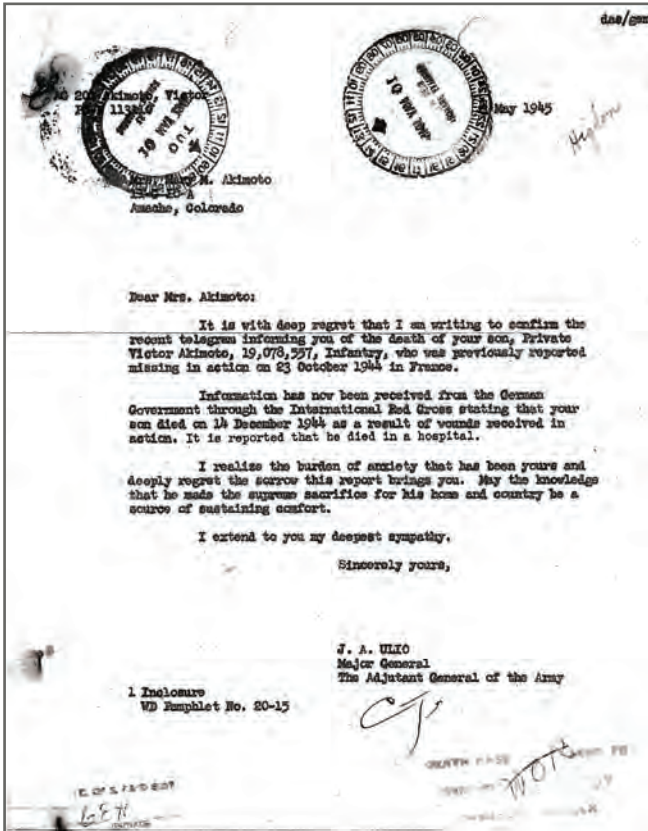 das/gem
AG 201 Akimoto, Victor
May 1945
Higdon
M. Akimoto
Amache, Colorado
Dear Mrs. Akimoto:
It is with deep regret that I am writing to confirm the
recent telegram informing you of the death of your son, Private
Victor Akimoto, 19,078,557, Infantry, who was previously reported
missing in action on 23 October 1944 in France.
Information has now been received from the German
Government through the International Red Cross stating that your
son died on 14 December 1944 as a result of wounds received in
action. It is reported that he died in a hospital.
I realize the burden of anxiety that has been yours and
deeply regret the sorrow this report brings you. May the knowledge
that he made the supreme sacrifice for his home and country be a
source of sustaining comfort.
I extend to you my deepest sympathy.
Sincerely yours,
J. A. ULIO
Major General
The Adjutant General of the Army
1 Inclosure
WD Pamphlet No. 20-15